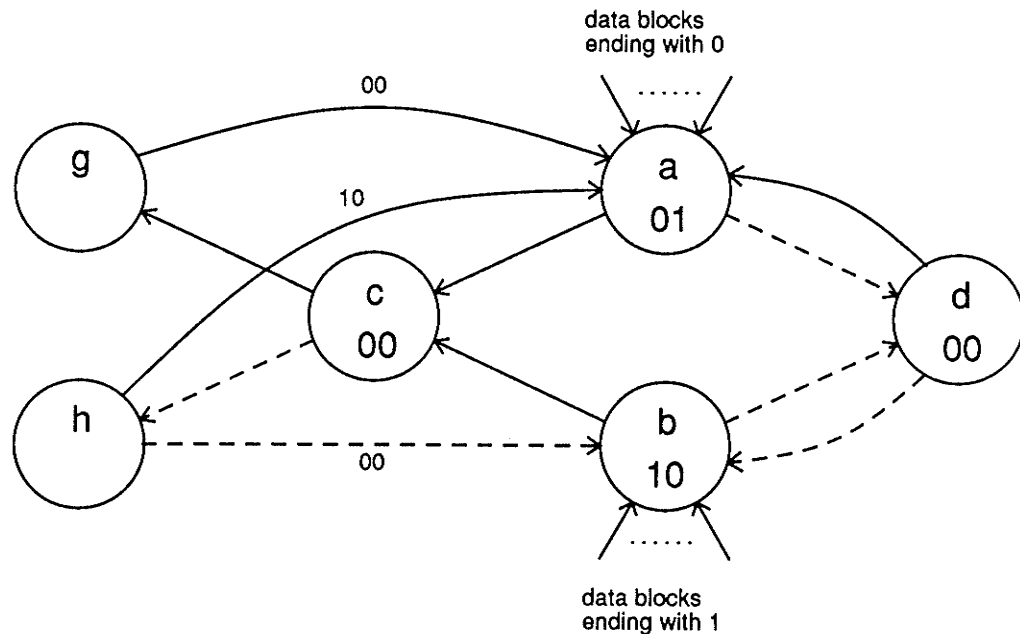 data blocks
ending with 0
00
g
a
01
10
c
00
d
00
h
b
10
00
data blocks
ending with 1